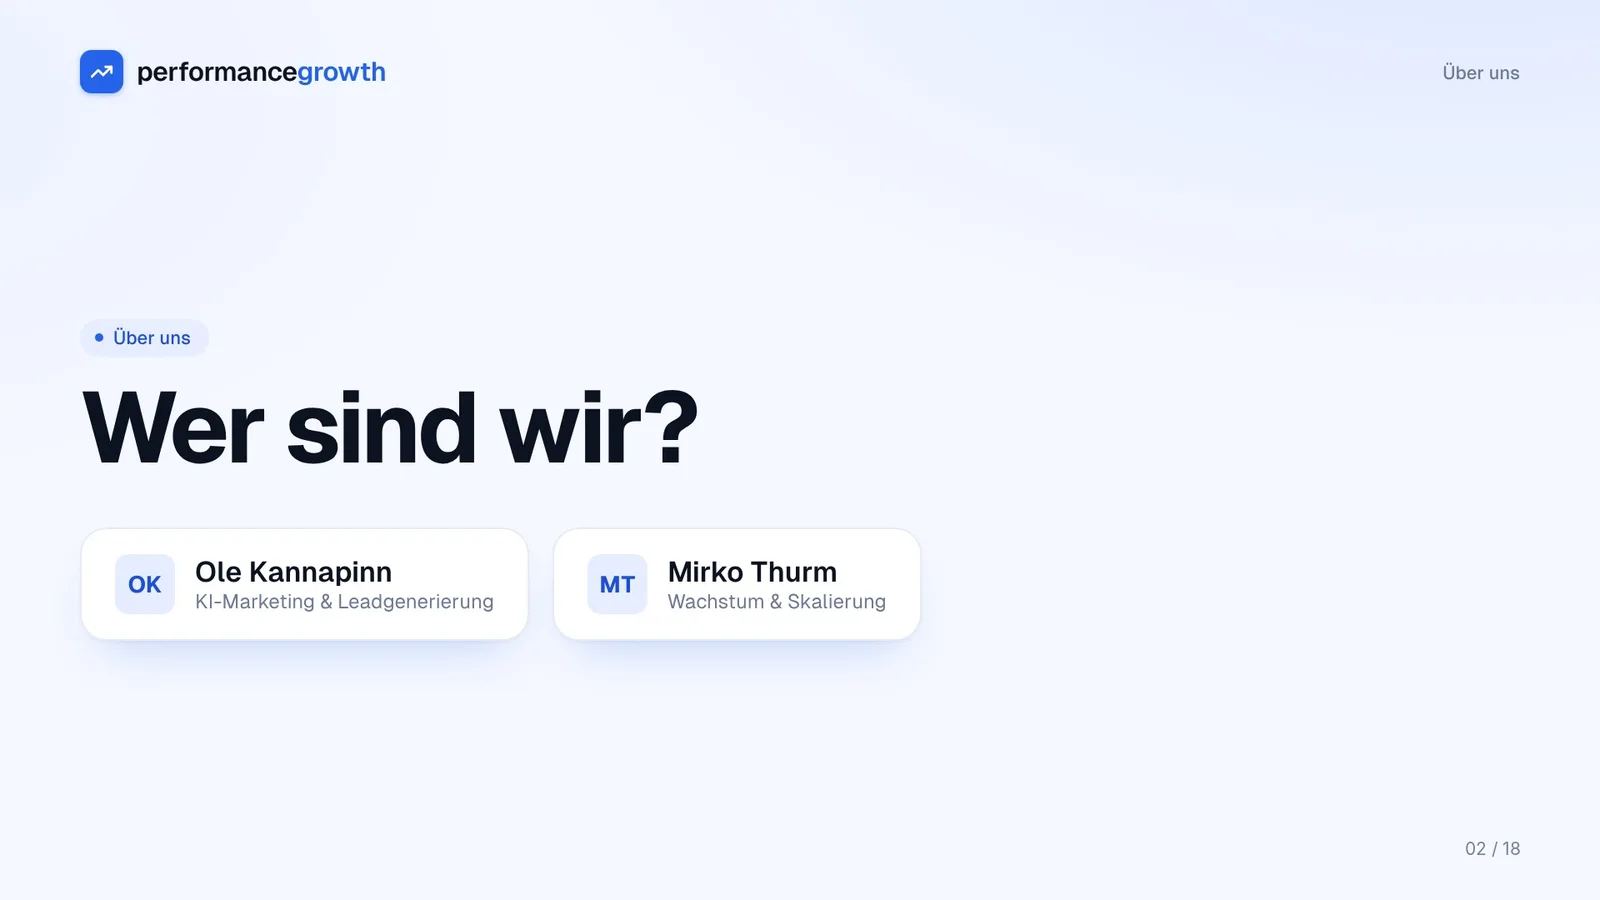 performancegrowth
Über uns
Über uns
Wer sind wir?
OK
Ole Kannapinn
KI-Marketing & Leadgenerierung
MT
Mirko Thurm
Wachstum & Skalierung
02 / 18